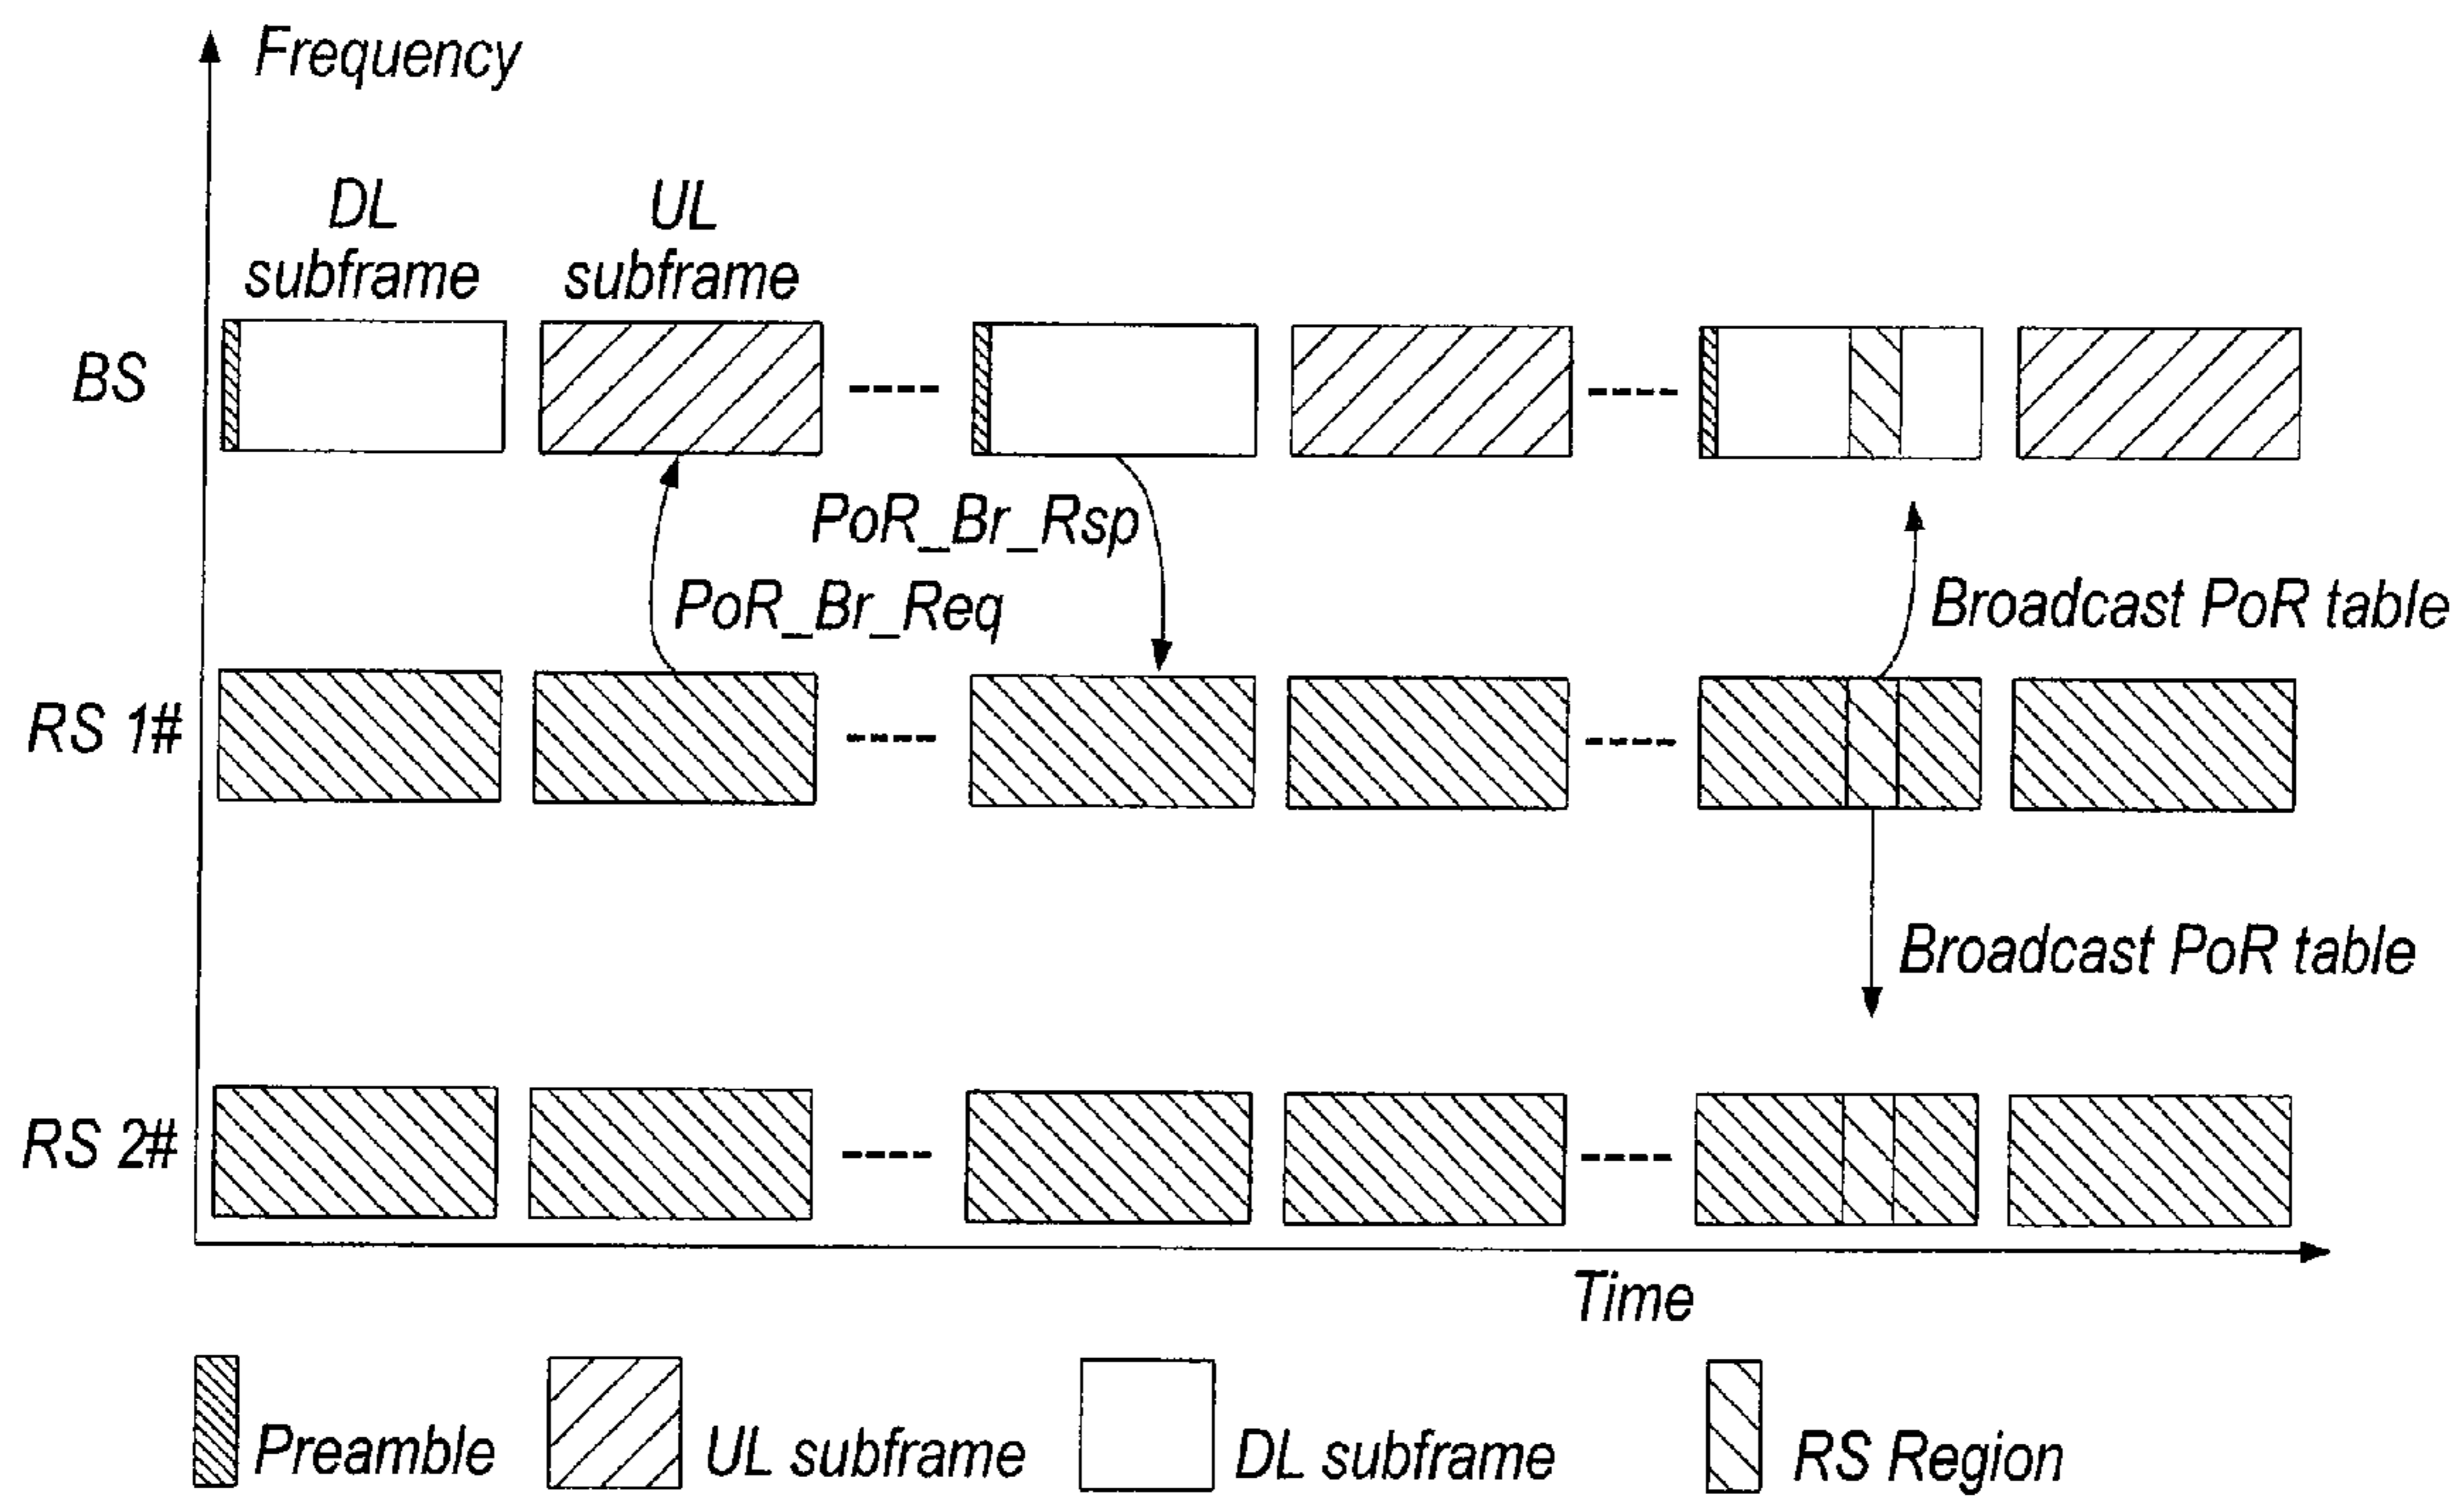 Frequency
DL
subframe
UL
subframe
BS
PoR_Br_Rsp
PoR_Br_Req
Broadcast PoR table
RS 1#
Broadcast PoR table
RS 2#
Time
Preamble
UL subframe
DL subframe
RS Region